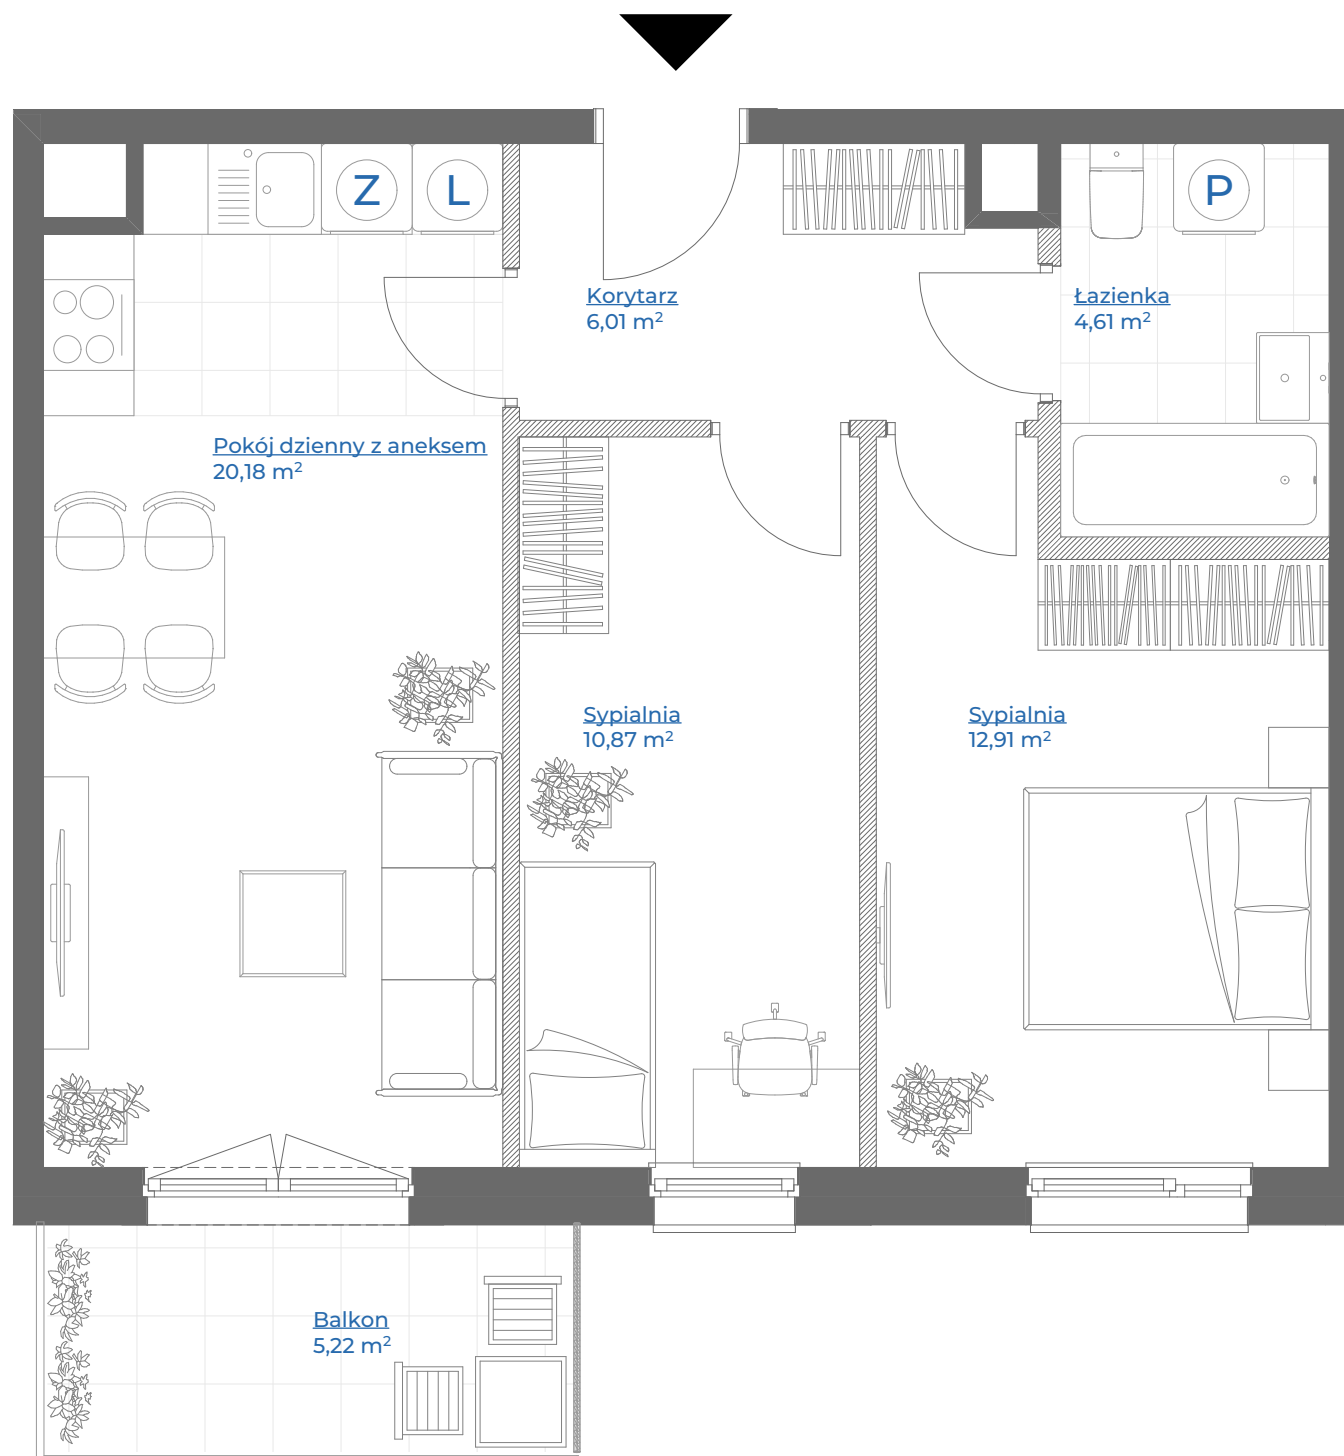 Z
L
P
Korytarz
6,01 m²
Łazienka
4,61 m²
Pokój dzienny z aneksem
20,18 m²
Sypialnia
10,87 m²
Sypialnia
12,91 m²
Balkon
5,22 m²